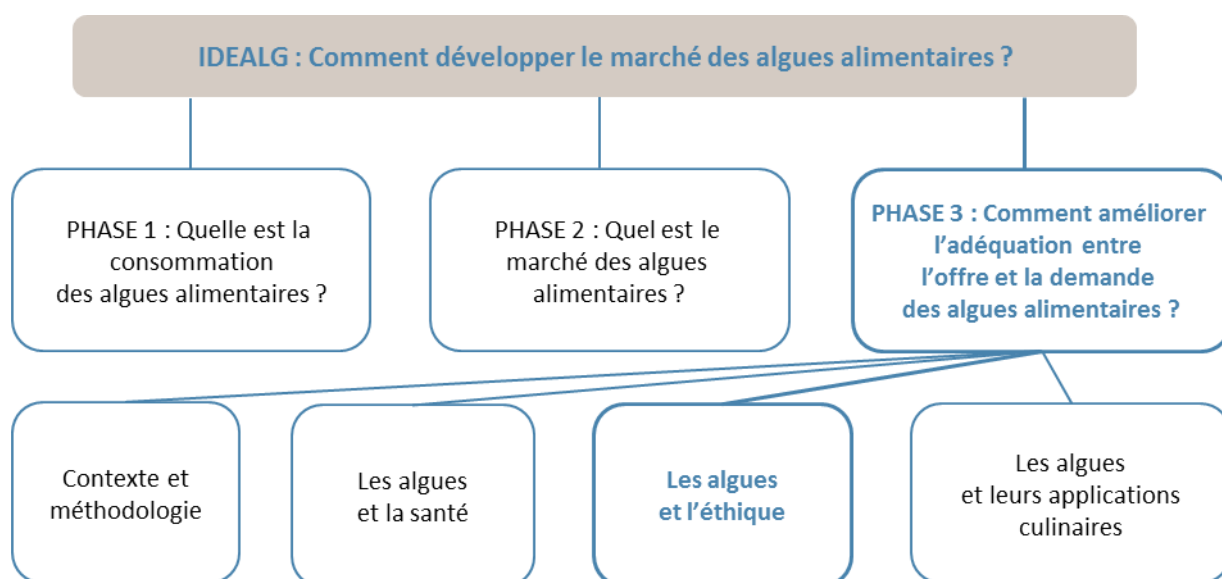 IDEALG : Comment développer le marché des algues alimentaires ?
PHASE 1 : Quelle est la
consommation
des algues alimentaires ?
PHASE 2 : Quel est le
marché des algues
alimentaires ?
PHASE 3 : Comment améliorer
l’adéquation entre
l’offre et la demande
des algues alimentaires ?
Contexte et
méthodologie
Les algues
et la santé
Les algues
et l’éthique
Les algues
et leurs applications
culinaires